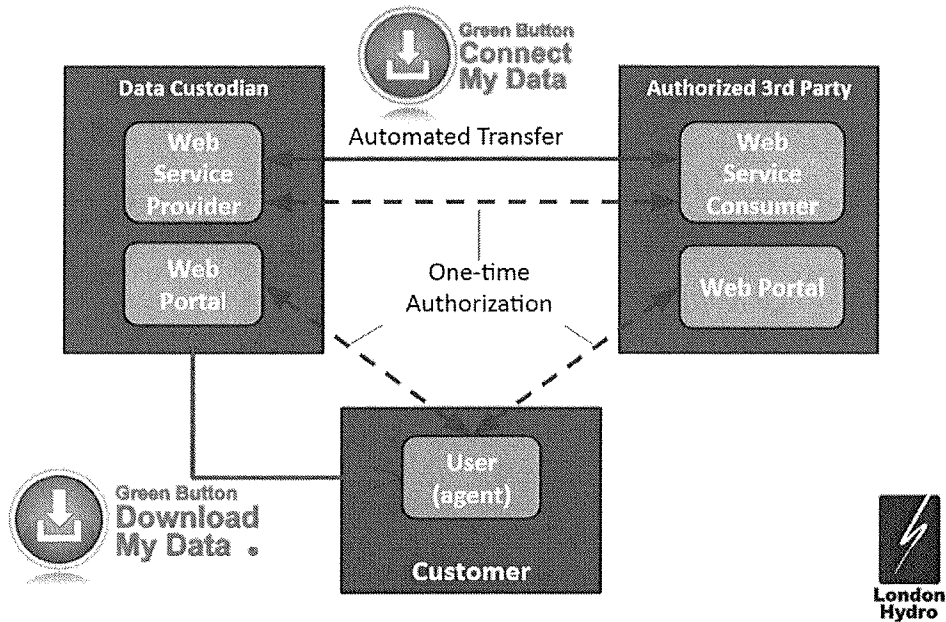 Green Button
Connect
My Data
Data Custodian
Authorized 3rd Party
Automated Transfer
Web
Service
Provider
Web
Service
Consumer
Web
Portal
One-time
Authorization
Web Portal
User
(agent)
Green Button
Download
My Data .
Customer
London
Hydro